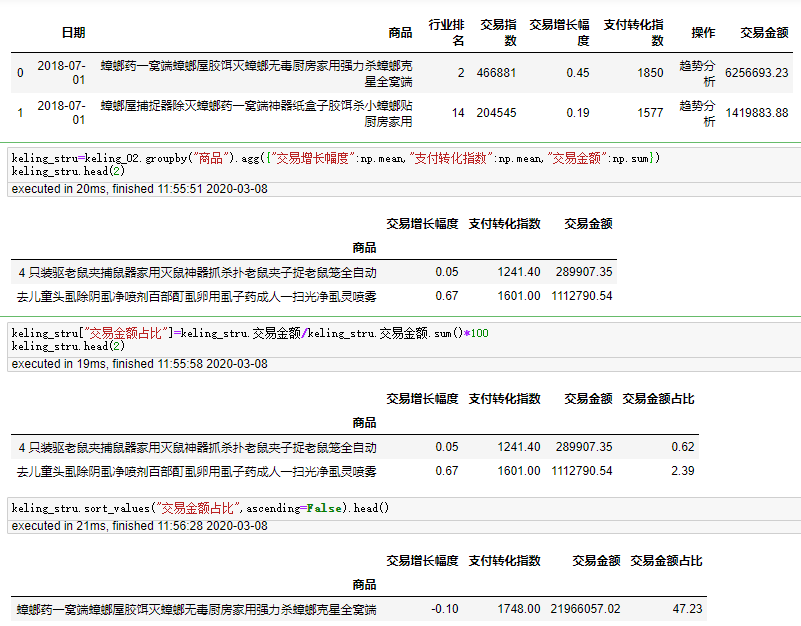 日期 商品 行业排名 交易指数 交易增长幅度 支付转化指数 操作 交易金额
0 2018-07-01 蟑螂药一窝端蟑螂屋胶饵灭蟑螂无毒厨房家用强力杀蟑螂克星全窝端 2 466881 0.45 1850 趋势分析 6256693.23
1 2018-07-01 蟑螂屋捕捉器除灭蟑螂药一窝端神器纸盒子胶饵杀小蟑螂贴厨房家用 14 204545 0.19 1577 趋势分析 1419883.88
keling_stru=keling_02.groupby("商品").agg({"交易增长幅度":np.mean,"支付转化指数":np.mean,"交易金额":np.sum})
keling_stru.head(2)
executed in 20ms, finished 11:55:51 2020-03-08
交易增长幅度 支付转化指数 交易金额
商品
4 只装驱老鼠夹捕鼠器家用灭鼠神器抓杀扑老鼠夹子捉老鼠笼全自动 0.05 1241.40 289907.35
去儿童头虱除阴虱净喷剂百部酊虱卵用虱子药成人一扫光净虱灵喷雾 0.67 1601.00 1112790.54
keling_stru["交易金额占比"]=keling_stru.交易金额/keling_stru.交易金额.sum()*100
keling_stru.head(2)
executed in 19ms, finished 11:55:58 2020-03-08
交易增长幅度 支付转化指数 交易金额 交易金额占比
商品
4 只装驱老鼠夹捕鼠器家用灭鼠神器抓杀扑老鼠夹子捉老鼠笼全自动 0.05 1241.40 289907.35 0.62
去儿童头虱除阴虱净喷剂百部酊虱卵用虱子药成人一扫光净虱灵喷雾 0.67 1601.00 1112790.54 2.39
keling_stru.sort_values("交易金额占比",ascending=False).head()
executed in 21ms, finished 11:56:28 2020-03-08
交易增长幅度 支付转化指数 交易金额 交易金额占比
商品
蟑螂药一窝端蟑螂屋胶饵灭蟑螂无毒厨房家用强力杀蟑螂克星全窝端 -0.10 1748.00 21966057.02 47.23